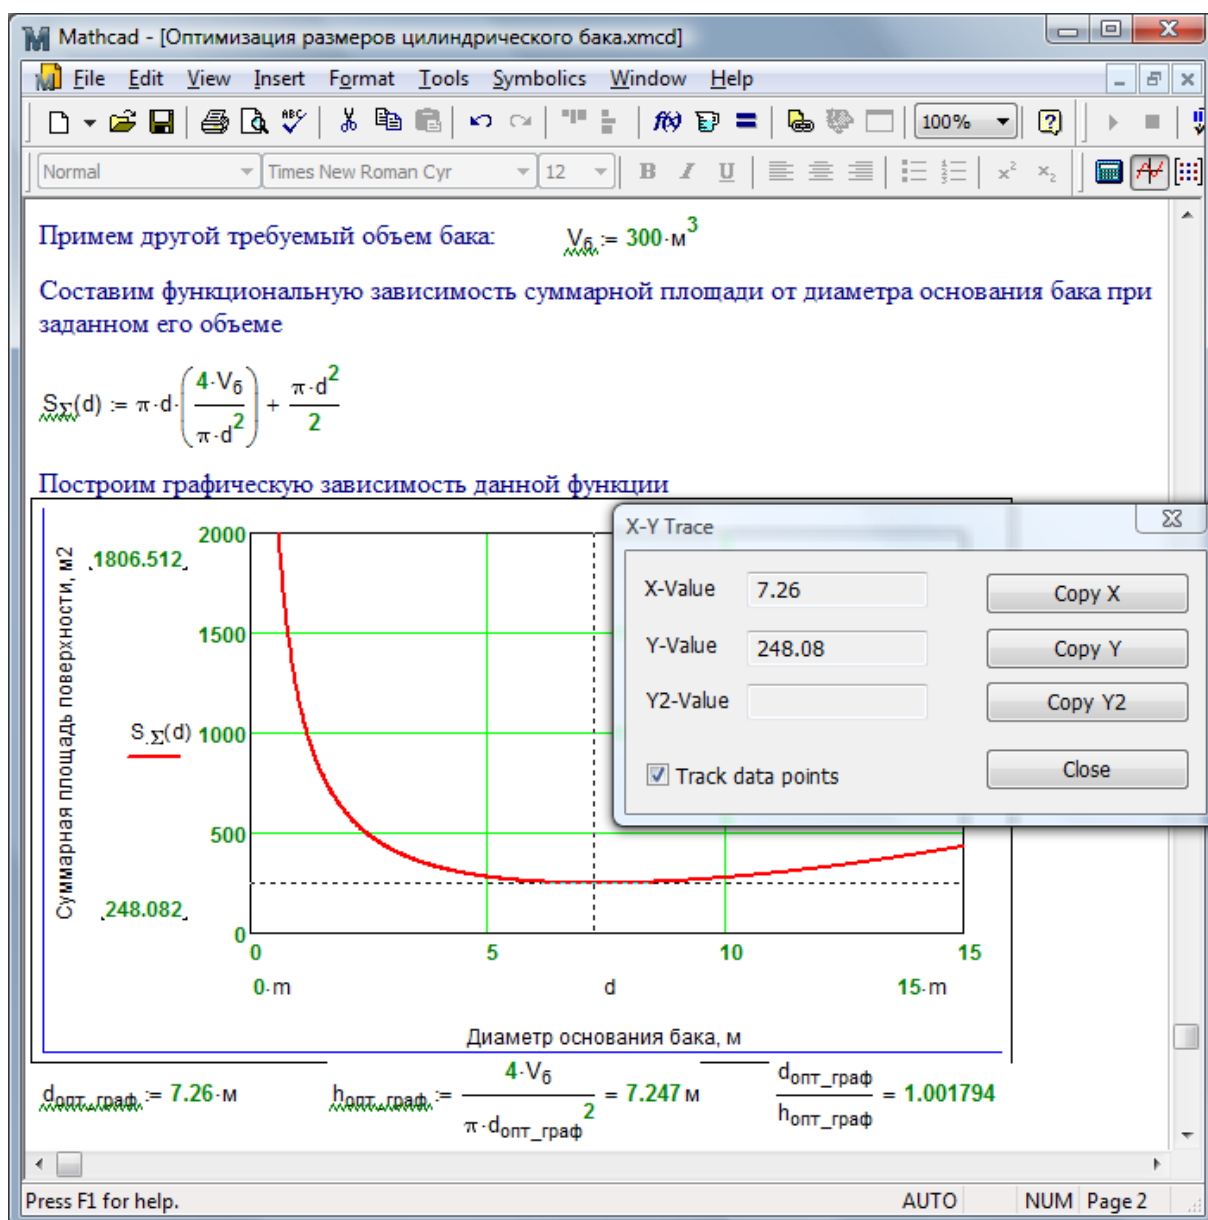 Mathcad - [Оптимизация размеров цилиндрического бака.xmcd]
File Edit View Insert Format Tools Symbolics Window Help
100%
Normal Times New Roman Cyr 12 B I U x² x₂
Примем другой требуемый объем бака: Vб := 300·м³
Составим функциональную зависимость суммарной площади от диаметра основания бака при
заданном его объеме
SΣ(d) := π·d·(4·Vб / π·d²) + π·d² / 2
Построим графическую зависимость данной функции
Суммарная площадь поверхности, м2
1806.512
S.Σ(d)
248.082
2000
1500
1000
500
0
0 5 10 15
0·m d 15·m
Диаметр основания бака, м
X-Y Trace
X-Value 7.26 Copy X
Y-Value 248.08 Copy Y
Y2-Value Copy Y2
Track data points Close
dопт_граф := 7.26·м hопт_граф := 4·Vб / π·dопт_граф² = 7.247 м dопт_граф / hопт_граф = 1.001794
Press F1 for help. AUTO NUM Page 2